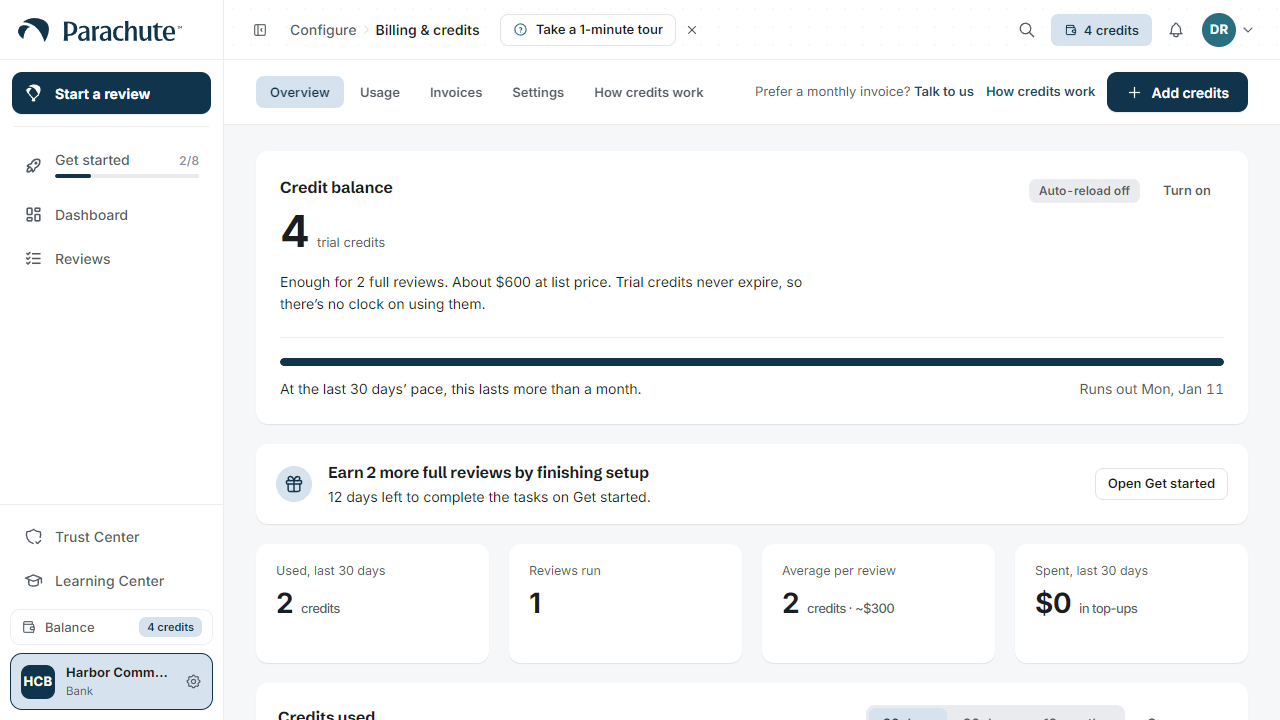 Parachute™
Configure
Billing & credits
Take a 1-minute tour
4 credits
DR
Start a review
Get started
2/8
Dashboard
Reviews
Trust Center
Learning Center
Balance
4 credits
HCB
Harbor Comm...
Bank
Overview
Usage
Invoices
Settings
How credits work
Prefer a monthly invoice? Talk to us
How credits work
Add credits
Credit balance
Auto-reload off
Turn on
4 trial credits
Enough for 2 full reviews. About $600 at list price. Trial credits never expire, so
there's no clock on using them.
At the last 30 days' pace, this lasts more than a month.
Runs out Mon, Jan 11
Earn 2 more full reviews by finishing setup
12 days left to complete the tasks on Get started.
Open Get started
Used, last 30 days
2 credits
Reviews run
1
Average per review
2 credits · ~$300
Spent, last 30 days
$0 in top-ups
Credits used